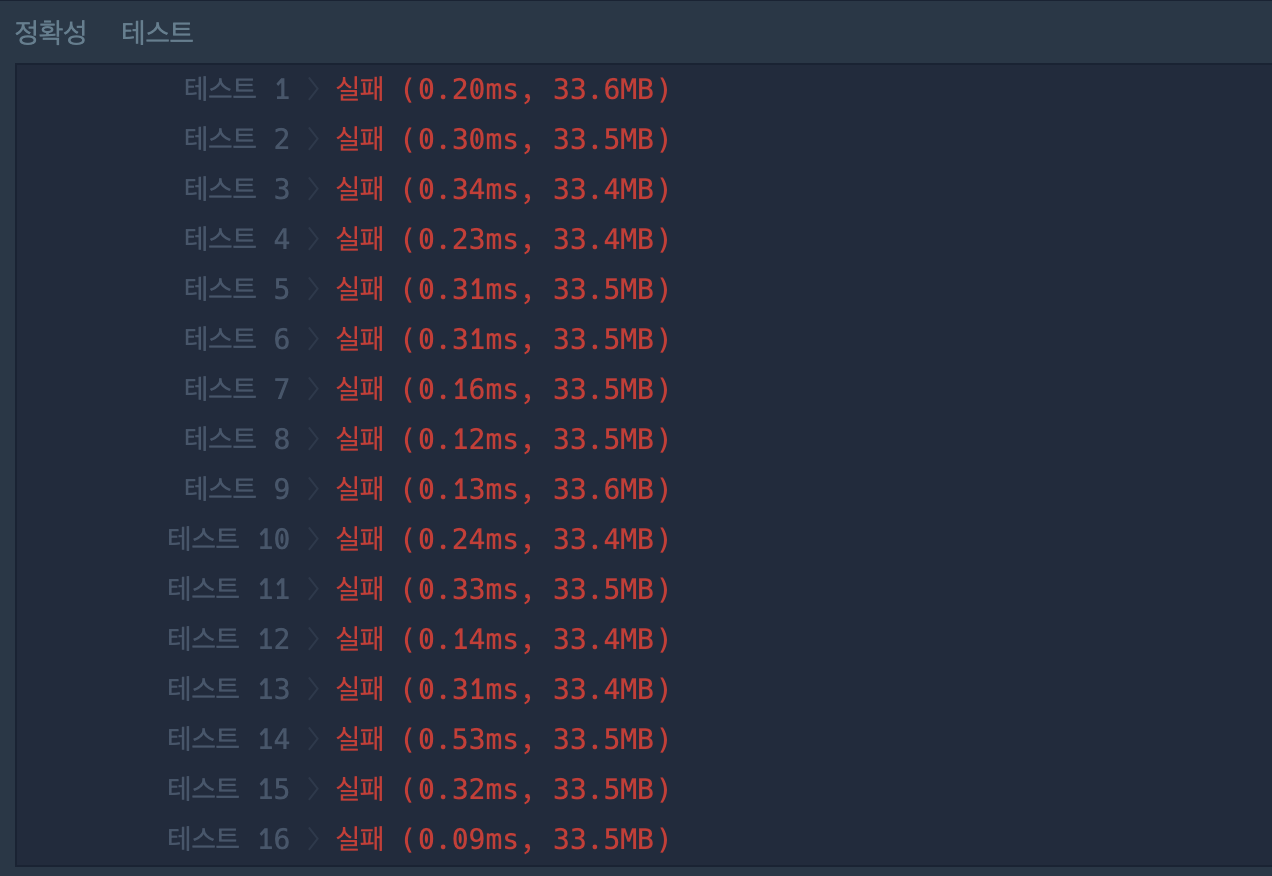 정확성 테스트
테스트 1 〉 실패 (0.20ms, 33.6MB)
테스트 2 〉 실패 (0.30ms, 33.5MB)
테스트 3 〉 실패 (0.34ms, 33.4MB)
테스트 4 〉 실패 (0.23ms, 33.4MB)
테스트 5 〉 실패 (0.31ms, 33.5MB)
테스트 6 〉 실패 (0.31ms, 33.5MB)
테스트 7 〉 실패 (0.16ms, 33.5MB)
테스트 8 〉 실패 (0.12ms, 33.5MB)
테스트 9 〉 실패 (0.13ms, 33.6MB)
테스트 10 〉 실패 (0.24ms, 33.4MB)
테스트 11 〉 실패 (0.33ms, 33.5MB)
테스트 12 〉 실패 (0.14ms, 33.4MB)
테스트 13 〉 실패 (0.31ms, 33.4MB)
테스트 14 〉 실패 (0.53ms, 33.5MB)
테스트 15 〉 실패 (0.32ms, 33.5MB)
테스트 16 〉 실패 (0.09ms, 33.5MB)